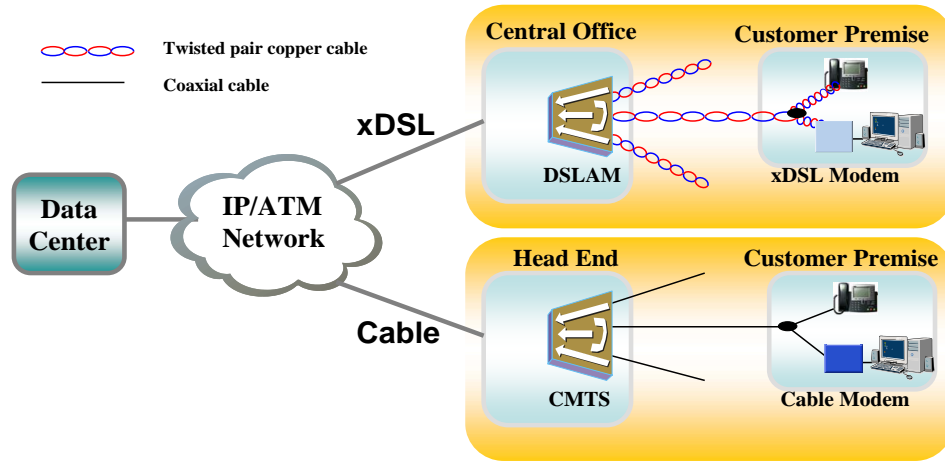 Twisted pair copper cable
Coaxial cable
Central Office
Customer Premise
xDSL
DSLAM
xDSL Modem
Data
Center
IP/ATM
Network
Head End
Customer Premise
Cable
CMTS
Cable Modem